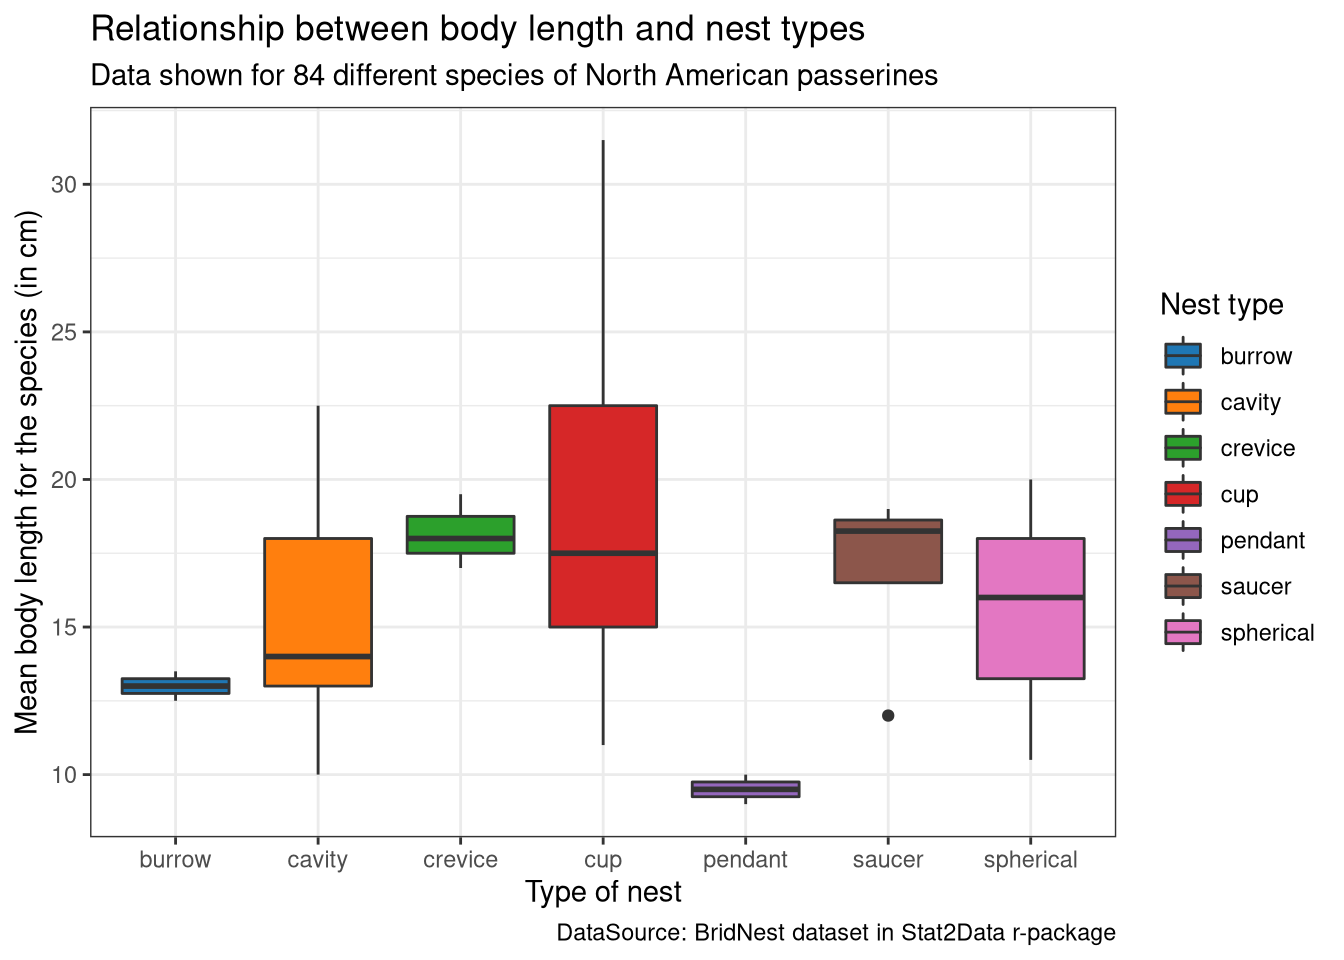 Relationship between body length and nest types
Data shown for 84 different species of North American passerines
Mean body length for the species (in cm)
30
25
20
15
10
burrow cavity crevice cup pendant saucer spherical
Type of nest
Nest type
burrow
cavity
crevice
cup
pendant
saucer
spherical
DataSource: BridNest dataset in Stat2Data r-package